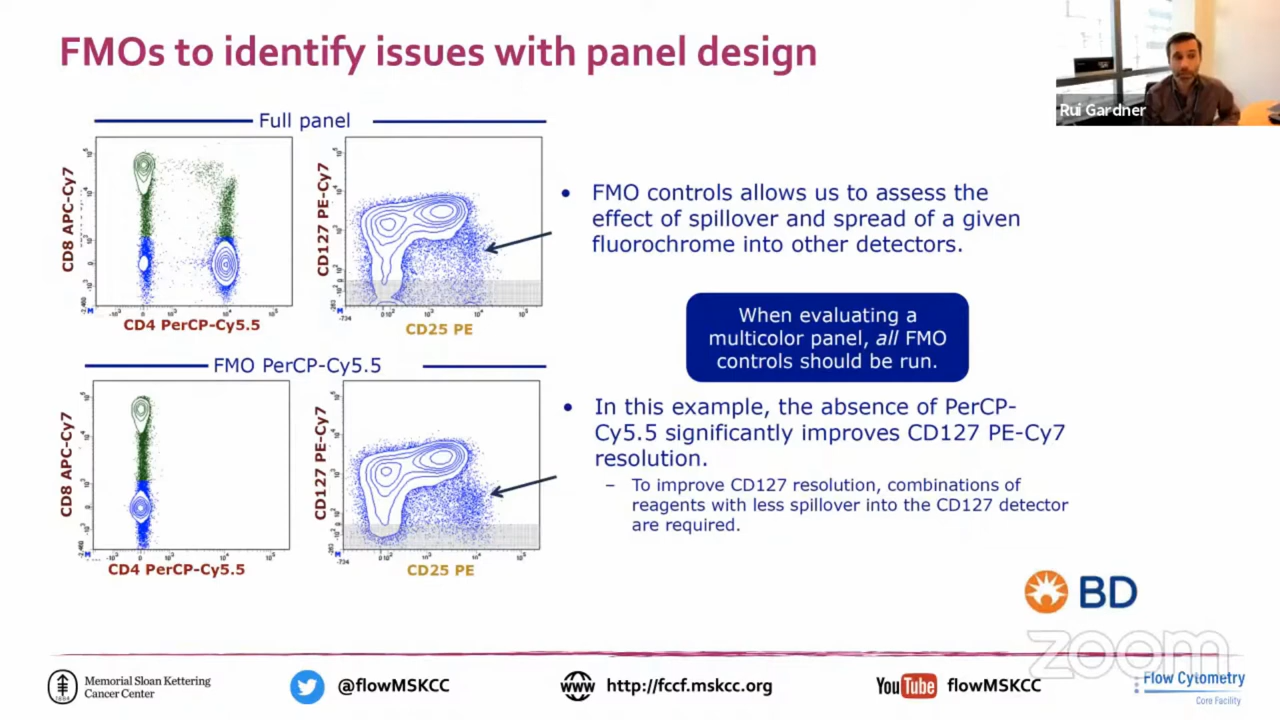 FMOs to identify issues with panel design
Rui Gardner
Full panel
CD8 APC-Cy7
CD4 PerCP-Cy5.5
CD127 PE-Cy7
CD25 PE
FMO PerCP-Cy5.5
CD8 APC-Cy7
CD4 PerCP-Cy5.5
CD127 PE-Cy7
CD25 PE
• FMO controls allows us to assess the
effect of spillover and spread of a given
fluorochrome into other detectors.
When evaluating a
multicolor panel, all FMO
controls should be run.
• In this example, the absence of PerCP-
Cy5.5 significantly improves CD127 PE-Cy7
resolution.
– To improve CD127 resolution, combinations of
reagents with less spillover into the CD127 detector
are required.
BD
zoom
Memorial Sloan Kettering
Cancer Center
@flowMSKCC
www
http://fccf.mskcc.org
YouTube flowMSKCC
Flow Cytometry
Core Facility